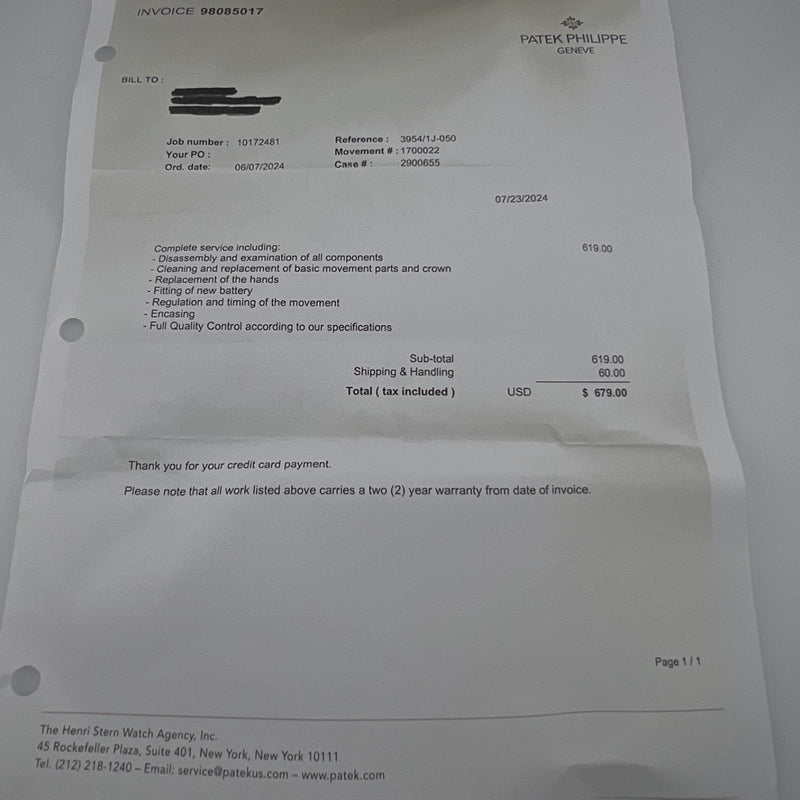 INVOICE 98085017
PATEK PHILIPPE
GENEVE
BILL TO :
Job number : 10172481
Your PO :
Ord. date: 06/07/2024
Reference : 3954/1J-050
Movement # : 1700022
Case # : 2900655
07/23/2024
Complete service including: 619.00
- Disassembly and examination of all components
- Cleaning and replacement of basic movement parts and crown
- Replacement of the hands
- Fitting of new battery
- Regulation and timing of the movement
- Encasing
- Full Quality Control according to our specifications
Sub-total 619.00
Shipping & Handling 60.00
Total ( tax included ) USD $ 679.00
Thank you for your credit card payment.
Please note that all work listed above carries a two (2) year warranty from date of invoice.
Page 1 / 1
The Henri Stern Watch Agency, Inc.
45 Rockefeller Plaza, Suite 401, New York, New York 10111
Tel. (212) 218-1240 – Email: service@patekus.com – www.patek.com